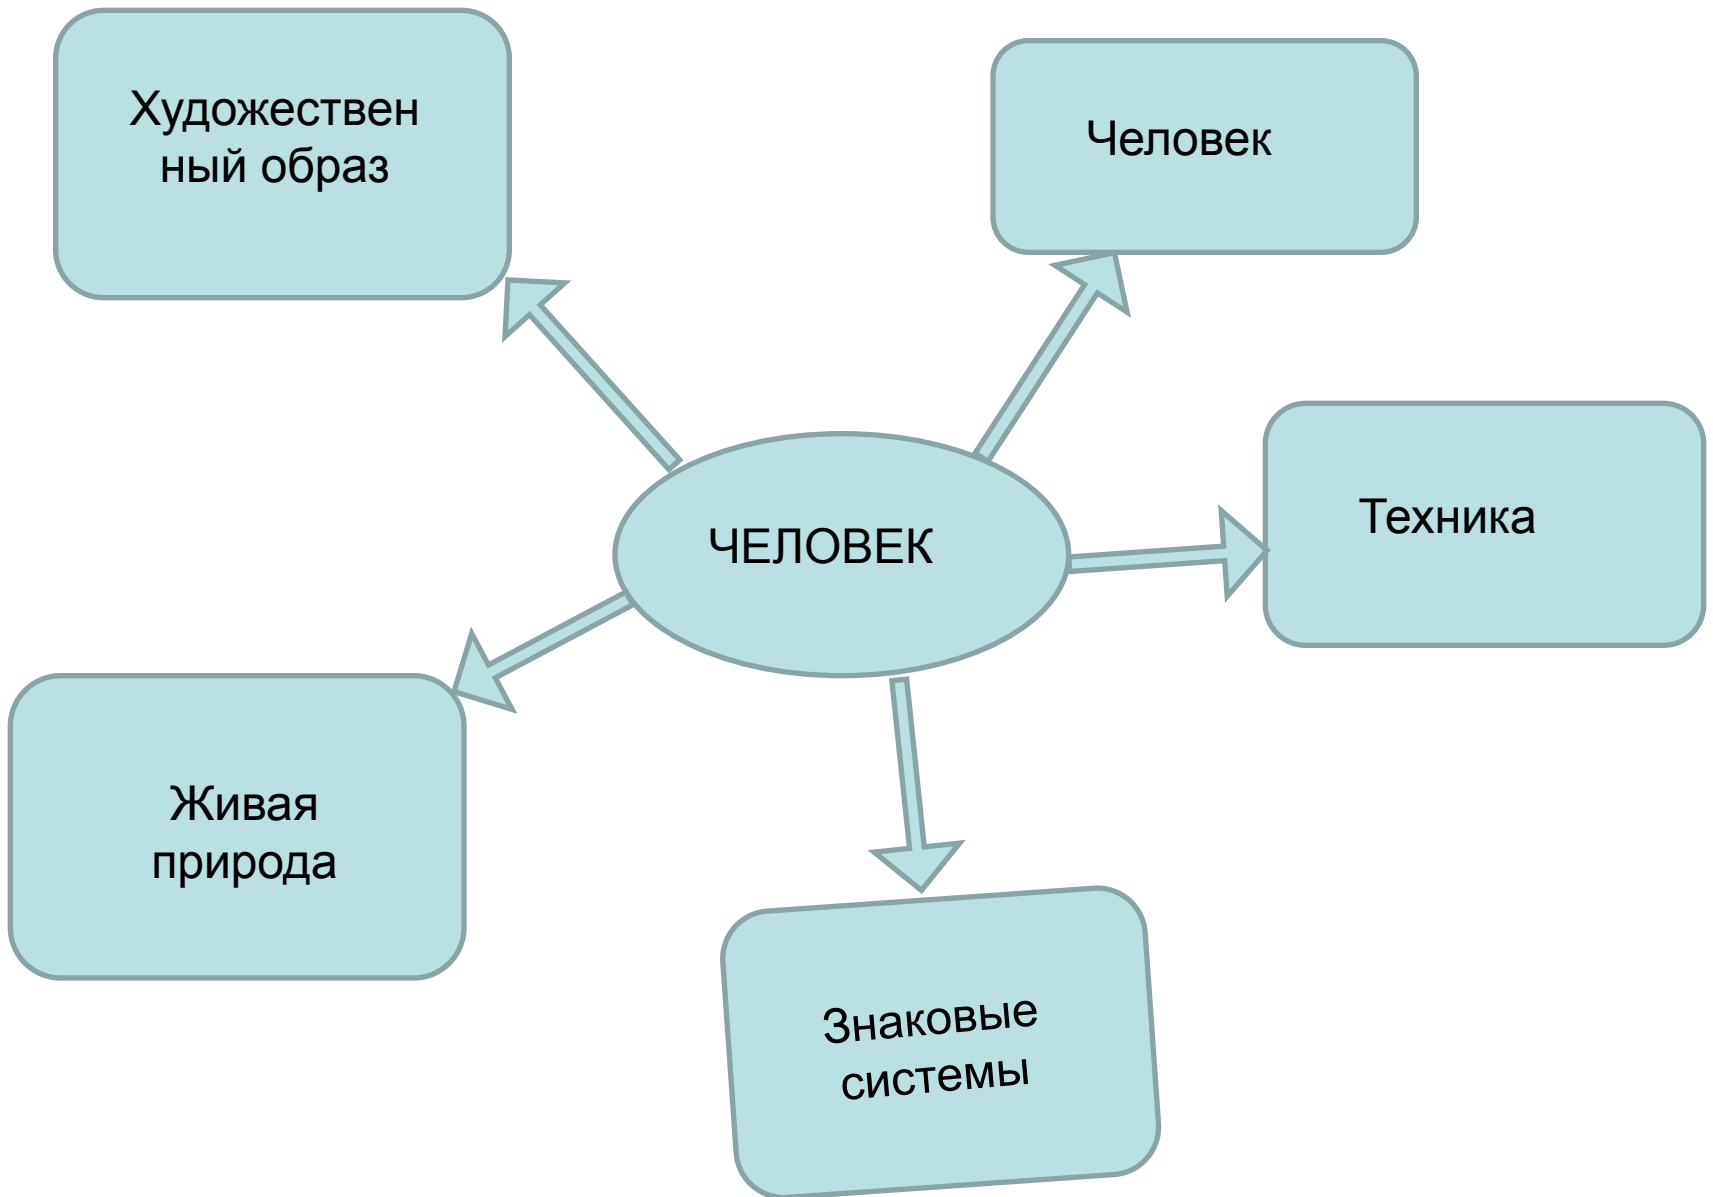 Художествен
ный образ
Человек
Техника
ЧЕЛОВЕК
Живая
природа
Знаковые
системы